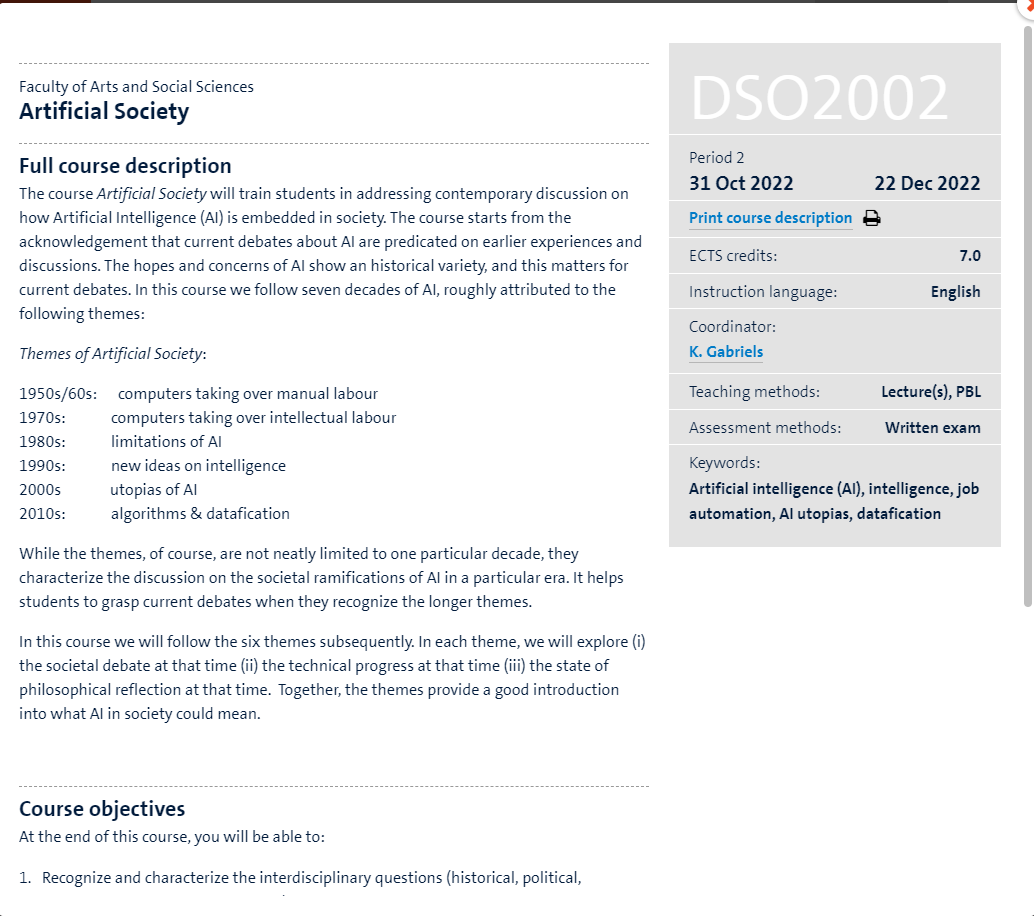 Faculty of Arts and Social Sciences
Artificial Society
Full course description
The course Artificial Society will train students in addressing contemporary discussion on
how Artificial Intelligence (AI) is embedded in society. The course starts from the
acknowledgement that current debates about AI are predicated on earlier experiences and
discussions. The hopes and concerns of AI show an historical variety, and this matters for
current debates. In this course we follow seven decades of AI, roughly attributed to the
following themes:
Themes of Artificial Society:
1950s/60s: computers taking over manual labour
1970s: computers taking over intellectual labour
1980s: limitations of AI
1990s: new ideas on intelligence
2000s utopias of AI
2010s: algorithms & datafication
While the themes, of course, are not neatly limited to one particular decade, they
characterize the discussion on the societal ramifications of AI in a particular era. It helps
students to grasp current debates when they recognize the longer themes.
In this course we will follow the six themes subsequently. In each theme, we will explore (i)
the societal debate at that time (ii) the technical progress at that time (iii) the state of
philosophical reflection at that time. Together, the themes provide a good introduction
into what AI in society could mean.
Course objectives
At the end of this course, you will be able to:
1. Recognize and characterize the interdisciplinary questions (historical, political,
DSO2002
Period 2
31 Oct 2022 22 Dec 2022
Print course description
ECTS credits: 7.0
Instruction language: English
Coordinator:
K. Gabriels
Teaching methods: Lecture(s), PBL
Assessment methods: Written exam
Keywords:
Artificial intelligence (AI), intelligence, job
automation, AI utopias, datafication